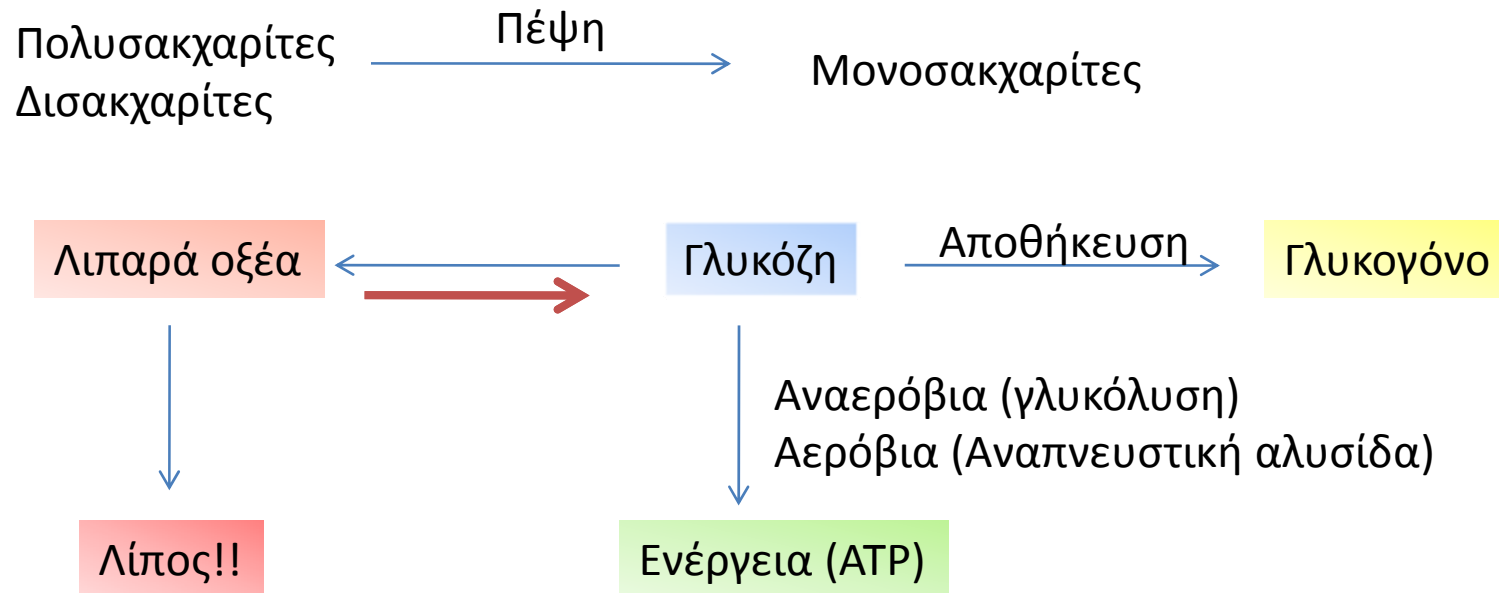 Πολυσακχαρίτες
Δισακχαρίτες
Πέψη
Μονοσακχαρίτες
Λιπαρά οξέα
Γλυκόζη
Αποθήκευση
Γλυκογόνο
Αναερόβια (γλυκόλυση)
Αερόβια (Αναπνευστική αλυσίδα)
Λίπος!!
Ενέργεια (ATP)